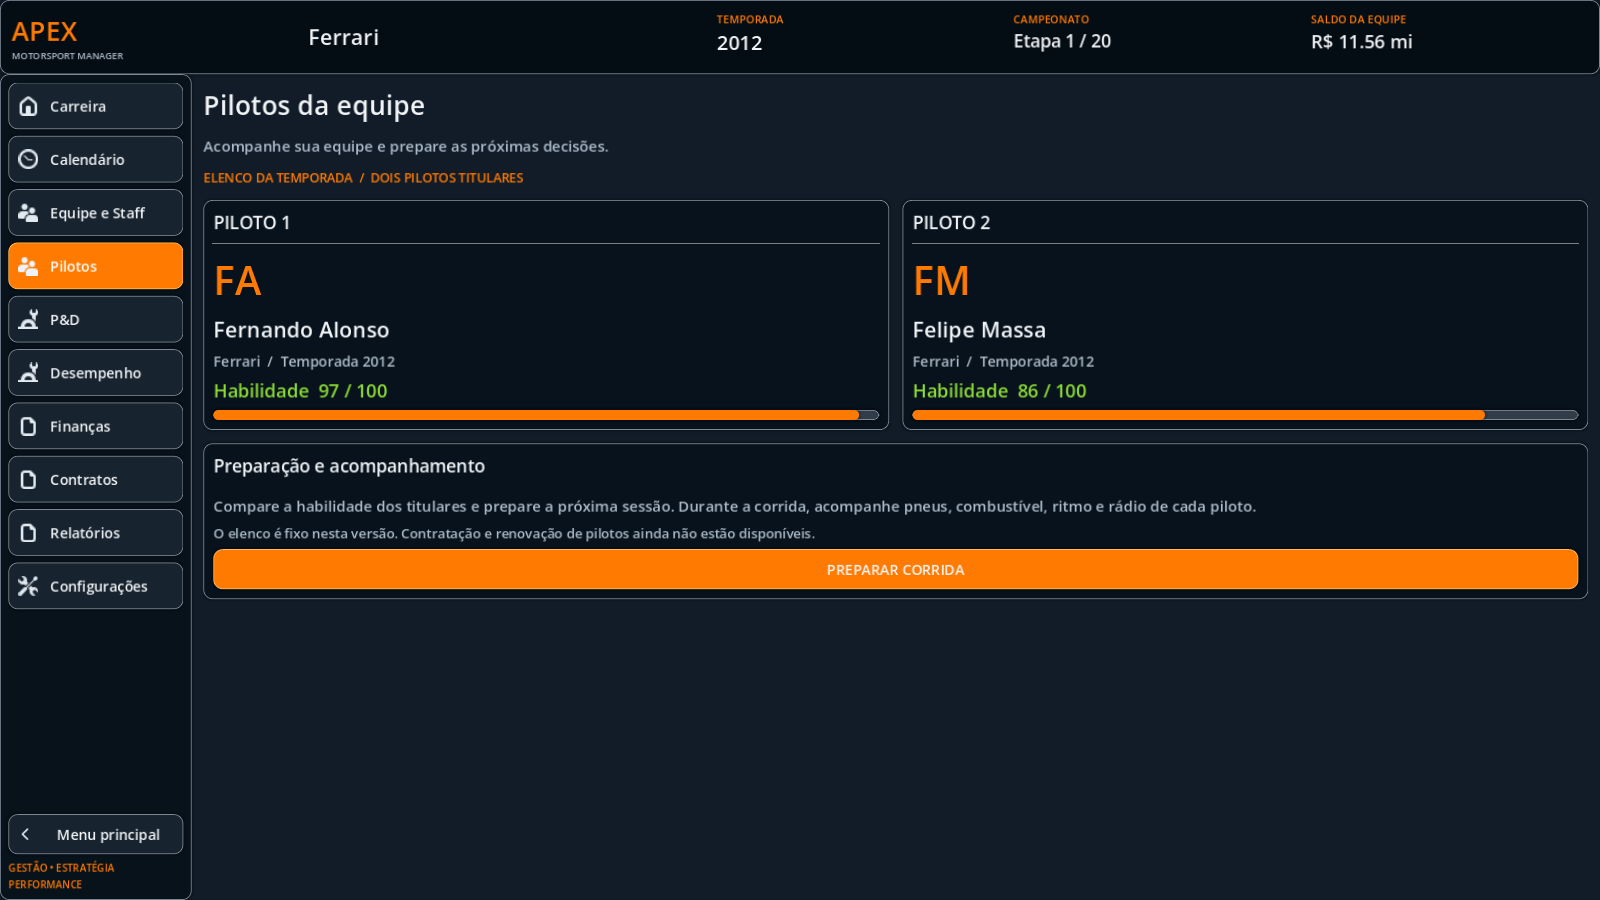 APEX
MOTORSPORT MANAGER
Ferrari
TEMPORADA
2012
CAMPEONATO
Etapa 1 / 20
SALDO DA EQUIPE
R$ 11.56 mi
Carreira
Calendário
Equipe e Staff
Pilotos
P&D
Desempenho
Finanças
Contratos
Relatórios
Configurações
Menu principal
GESTÃO • ESTRATÉGIA
PERFORMANCE
Pilotos da equipe
Acompanhe sua equipe e prepare as próximas decisões.
ELENCO DA TEMPORADA / DOIS PILOTOS TITULARES
PILOTO 1
FA
Fernando Alonso
Ferrari / Temporada 2012
Habilidade 97 / 100
PILOTO 2
FM
Felipe Massa
Ferrari / Temporada 2012
Habilidade 86 / 100
Preparação e acompanhamento
Compare a habilidade dos titulares e prepare a próxima sessão. Durante a corrida, acompanhe pneus, combustível, ritmo e rádio de cada piloto.
O elenco é fixo nesta versão. Contratação e renovação de pilotos ainda não estão disponíveis.
PREPARAR CORRIDA